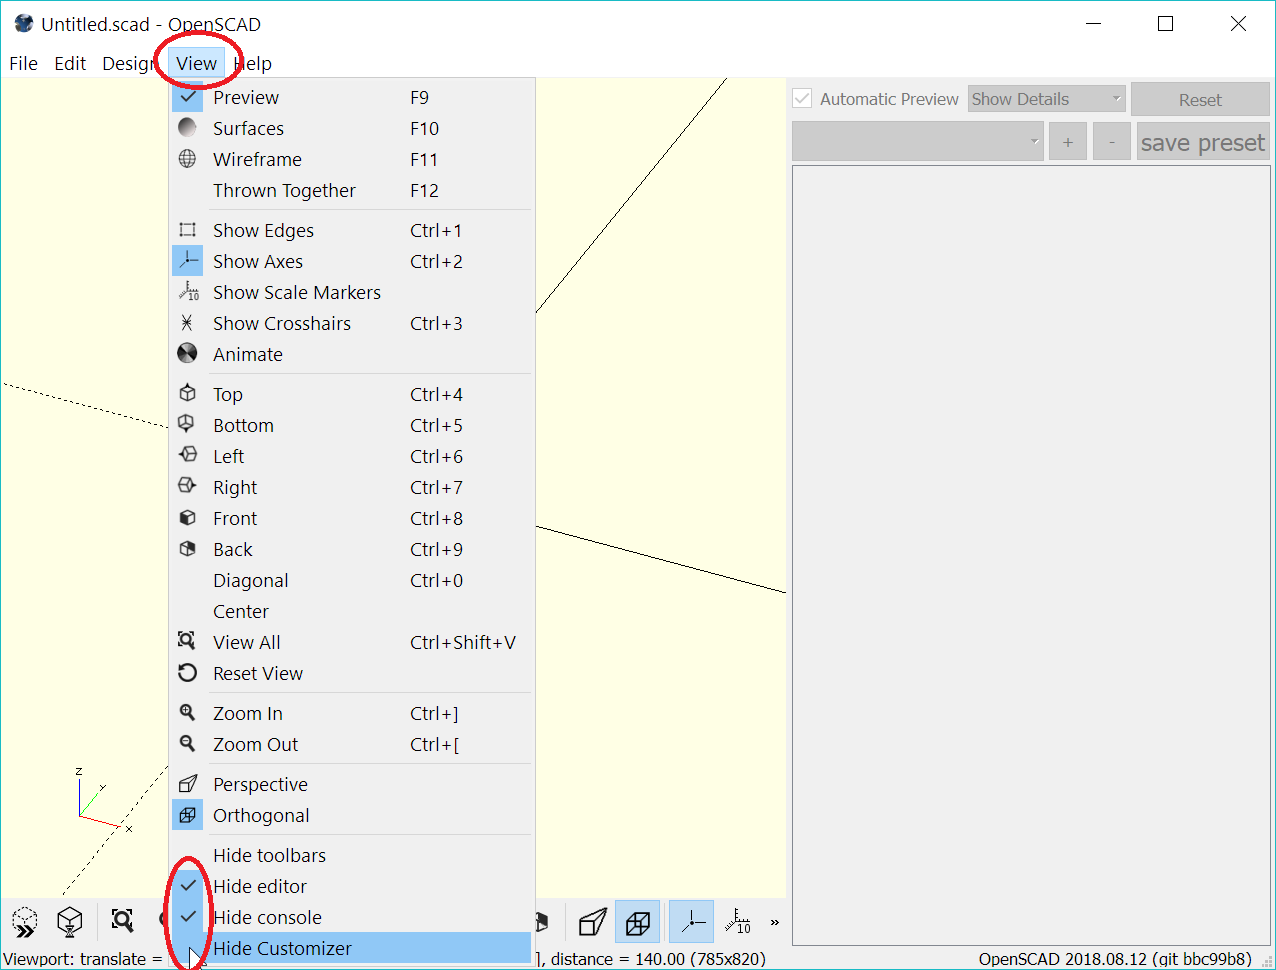 Untitled.scad - OpenSCAD
File Edit Design View Help
Preview F9
Surfaces F10
Wireframe F11
Thrown Together F12
Show Edges Ctrl+1
Show Axes Ctrl+2
Show Scale Markers
Show Crosshairs Ctrl+3
Animate
Top Ctrl+4
Bottom Ctrl+5
Left Ctrl+6
Right Ctrl+7
Front Ctrl+8
Back Ctrl+9
Diagonal Ctrl+0
Center
View All Ctrl+Shift+V
Reset View
Zoom In Ctrl+]
Zoom Out Ctrl+[
Perspective
Orthogonal
Hide toolbars
Hide editor
Hide console
Hide Customizer
Automatic Preview Show Details Reset
+ - save preset
z
y
x
10
10 »
Viewport: translate = ], distance = 140.00 (785x820) OpenSCAD 2018.08.12 (git bbc99b8)